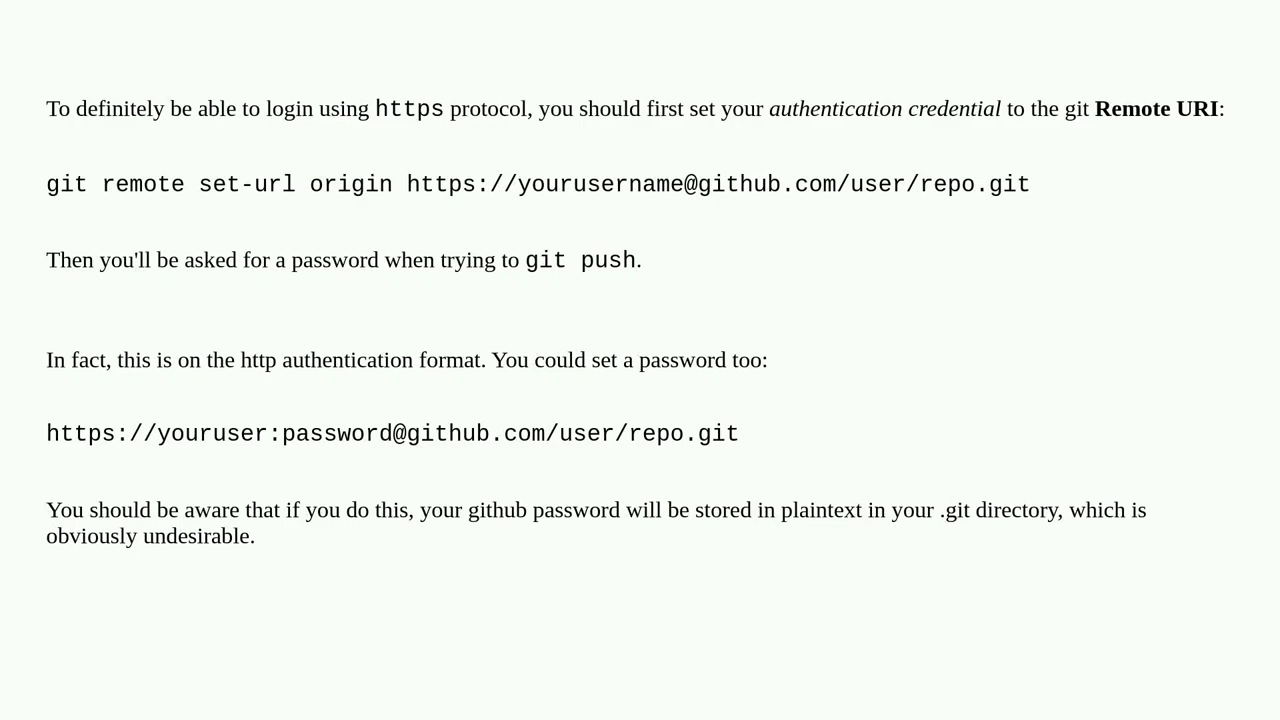 To definitely be able to login using https protocol, you should first set your authentication credential to the git Remote URI:
git remote set-url origin https://yourusername@github.com/user/repo.git
Then you'll be asked for a password when trying to git push.
In fact, this is on the http authentication format. You could set a password too:
https://youruser:password@github.com/user/repo.git
You should be aware that if you do this, your github password will be stored in plaintext in your .git directory, which is
obviously undesirable.